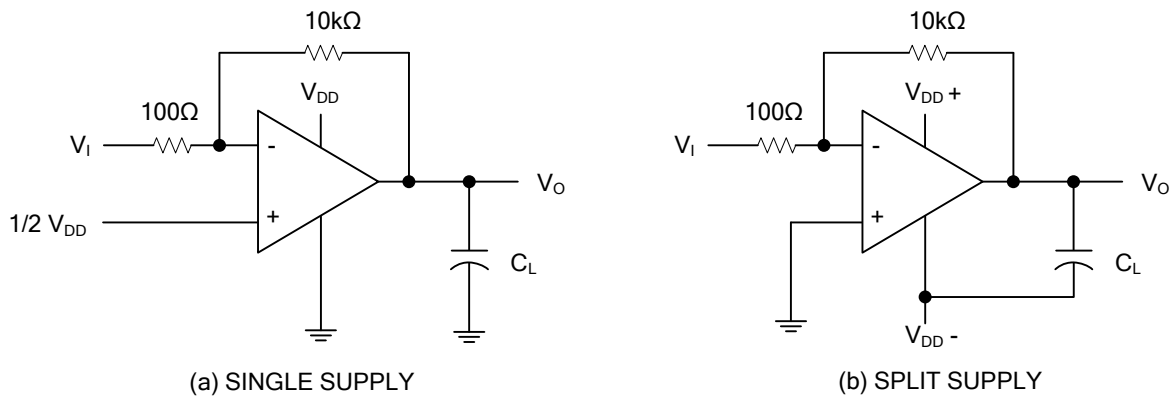 10kΩ
V_DD
100Ω
V_I
-
+
1/2 V_DD
V_O
C_L
(a) SINGLE SUPPLY
10kΩ
V_DD +
100Ω
V_I
-
+
V_O
C_L
V_DD -
(b) SPLIT SUPPLY